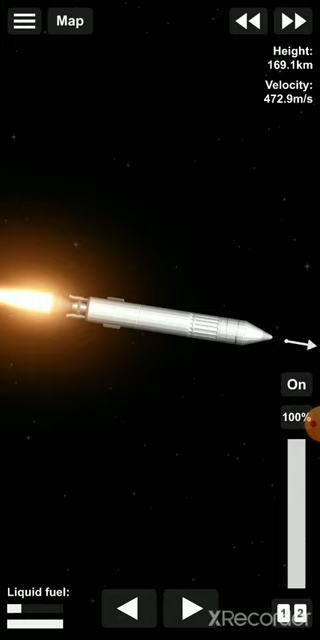 Map
Height:
169.1km
Velocity:
472.9m/s
On
100%
Liquid fuel:
1 2
XRecorder